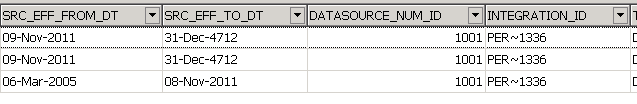 SRC_EFF_FROM_DT SRC_EFF_TO_DT DATASOURCE_NUM_ID INTEGRATION_ID
09-Nov-2011 31-Dec-4712 1001 PER~1336
09-Nov-2011 31-Dec-4712 1001 PER~1336
06-Mar-2005 08-Nov-2011 1001 PER~1336